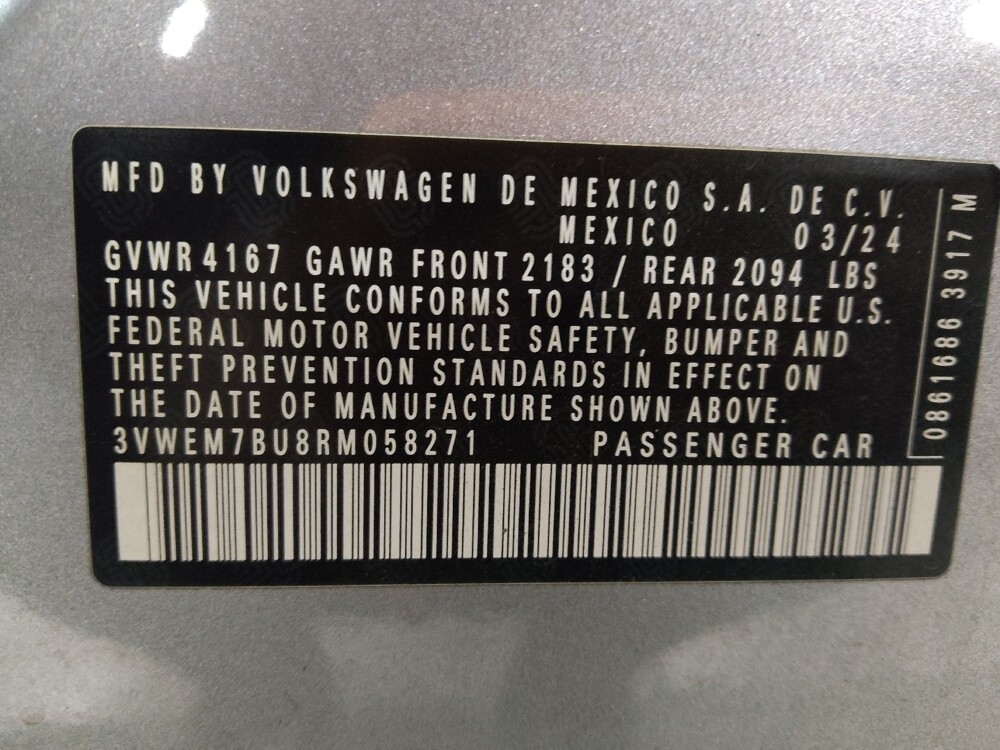 MFD BY VOLKSWAGEN DE MEXICO S.A. DE C.V.
MEXICO 03/24
GVWR 4167 GAWR FRONT 2183 / REAR 2094 LBS
THIS VEHICLE CONFORMS TO ALL APPLICABLE U.S.
FEDERAL MOTOR VEHICLE SAFETY, BUMPER AND
THEFT PREVENTION STANDARDS IN EFFECT ON
THE DATE OF MANUFACTURE SHOWN ABOVE.
3VWEM7BU8RM058271 PASSENGER CAR
0861686 3917 M